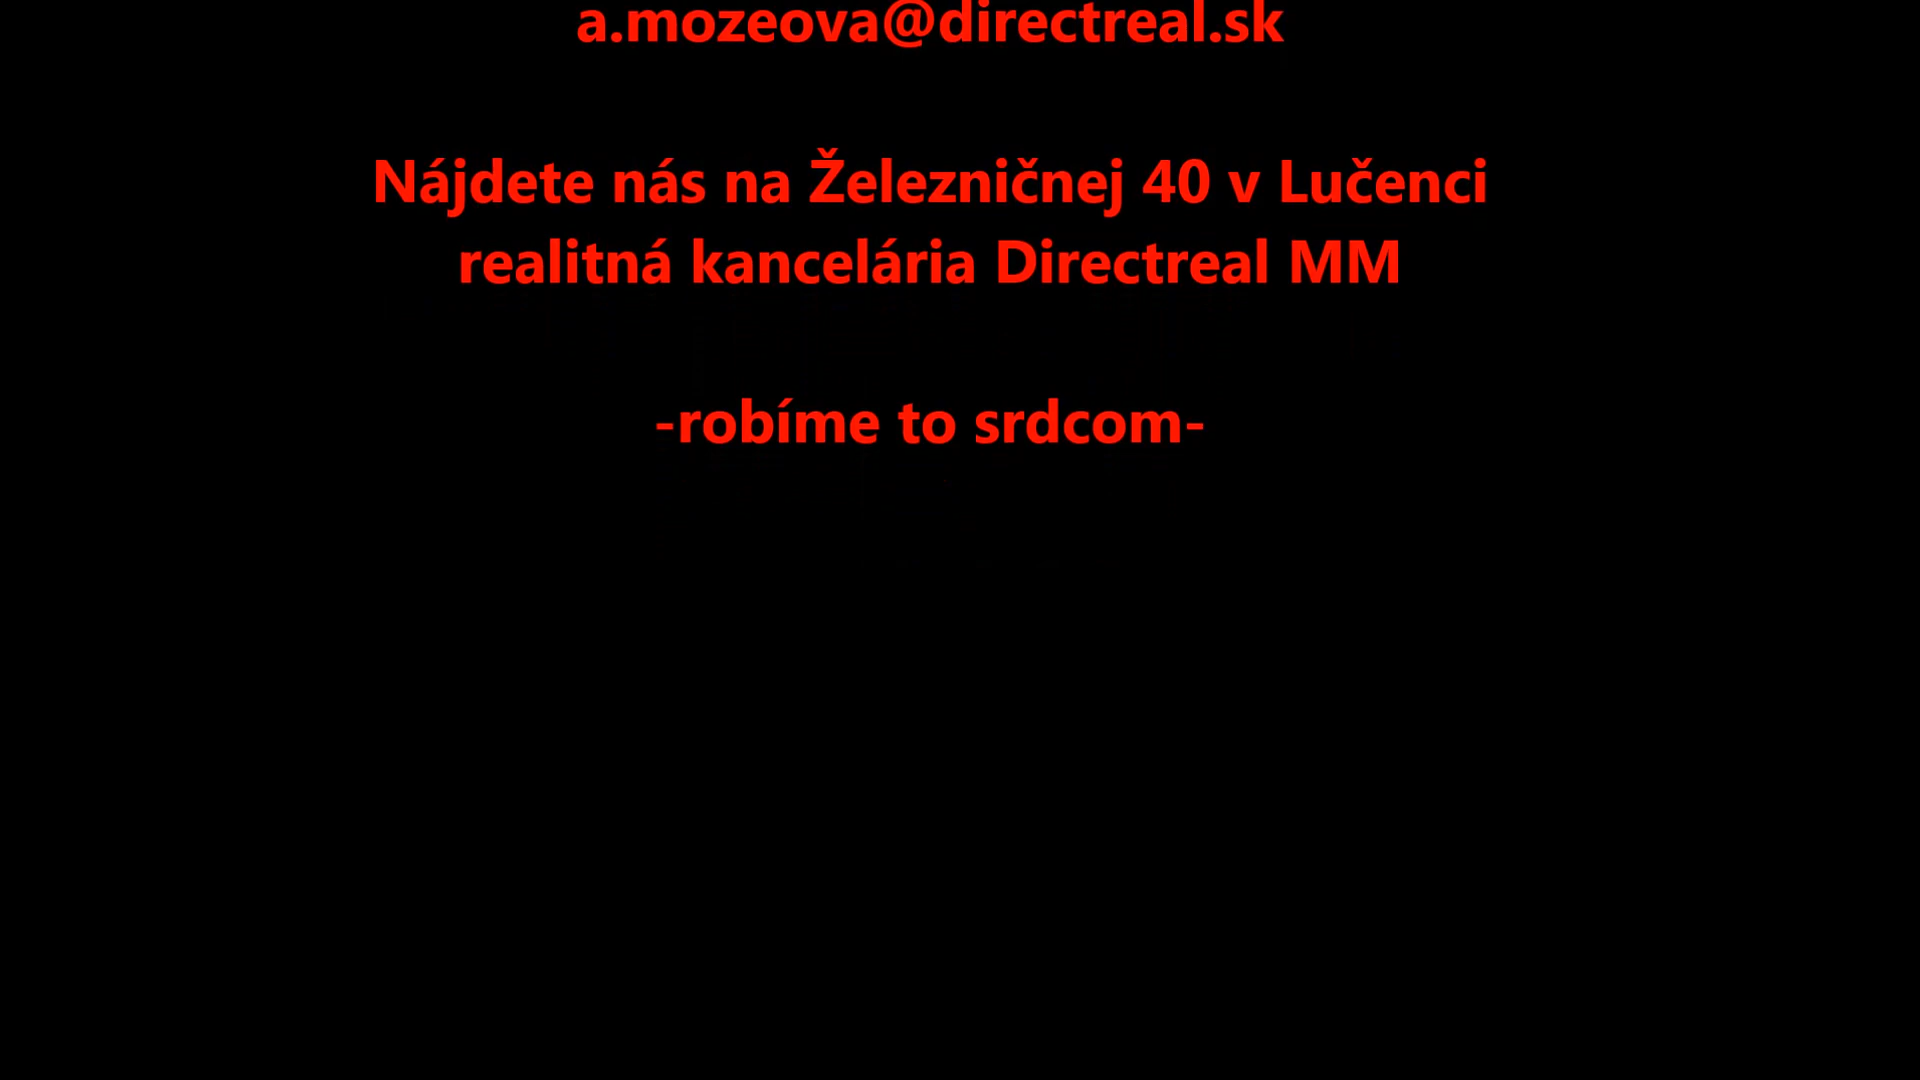 a.mozeova@directreal.sk
Nájdete nás na Železničnej 40 v Lučenci
realitná kancelária Directreal MM
-robíme to srdcom-